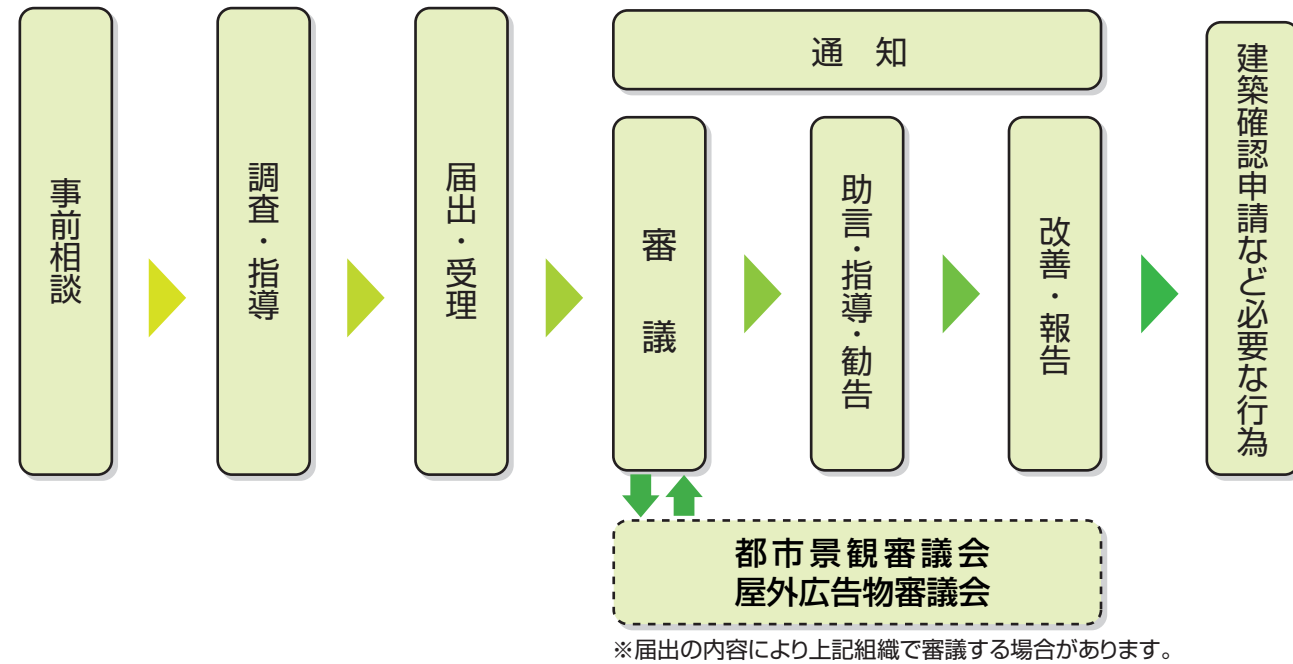 事前相談
調査・指導
届出・受理
通　知
審　議
助言・指導・勧告
改善・報告
建築確認申請など必要な行為
都市景観審議会
屋外広告物審議会
※届出の内容により上記組織で審議する場合があります。